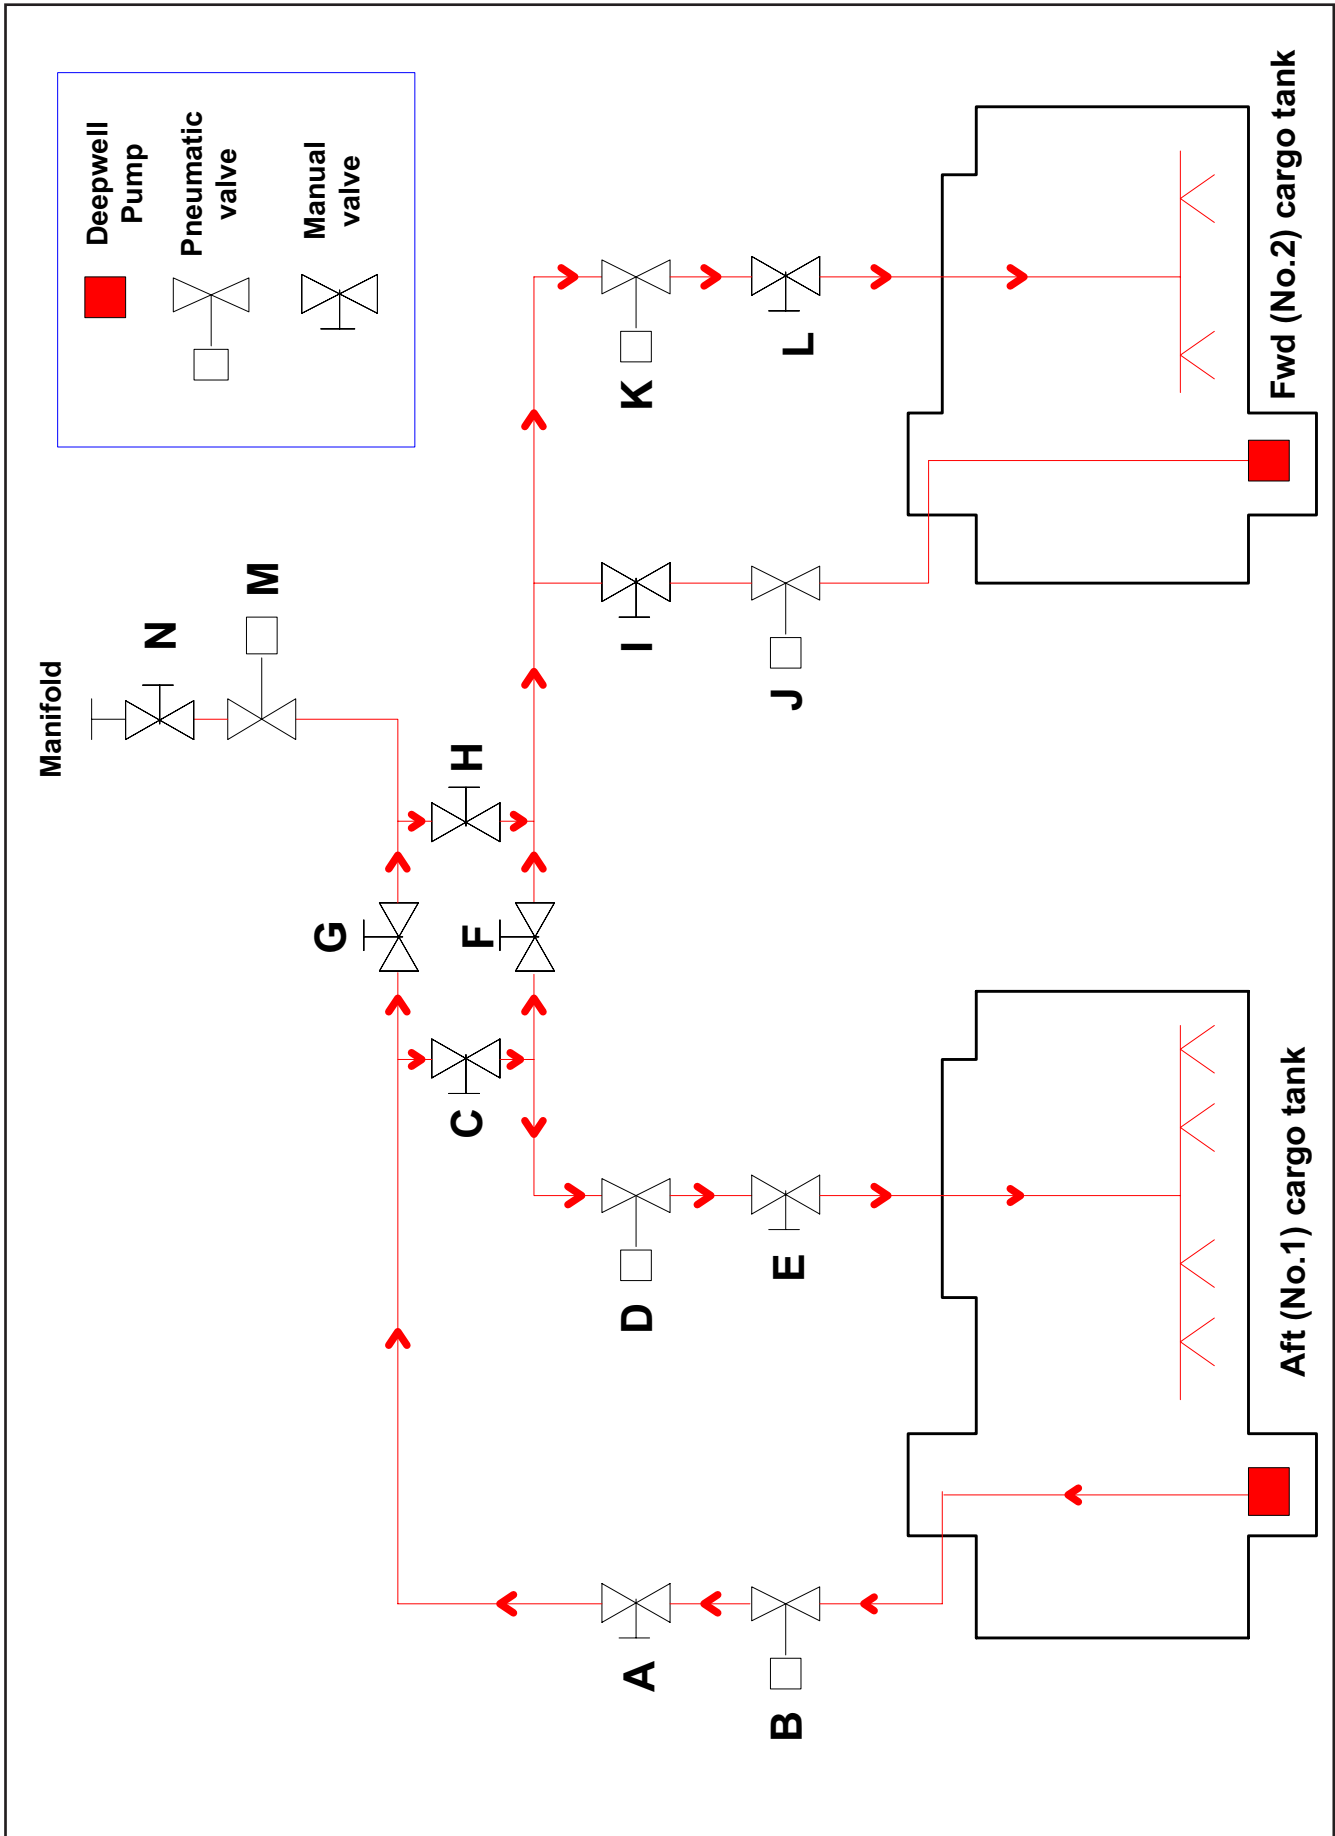 Deepwell
Pump
Pneumatic
valve
Manual
valve
Manifold
N
M
G
H
F
C
K
L
I
J
D
E
A
B
Fwd (No.2) cargo tank
Aft (No.1) cargo tank